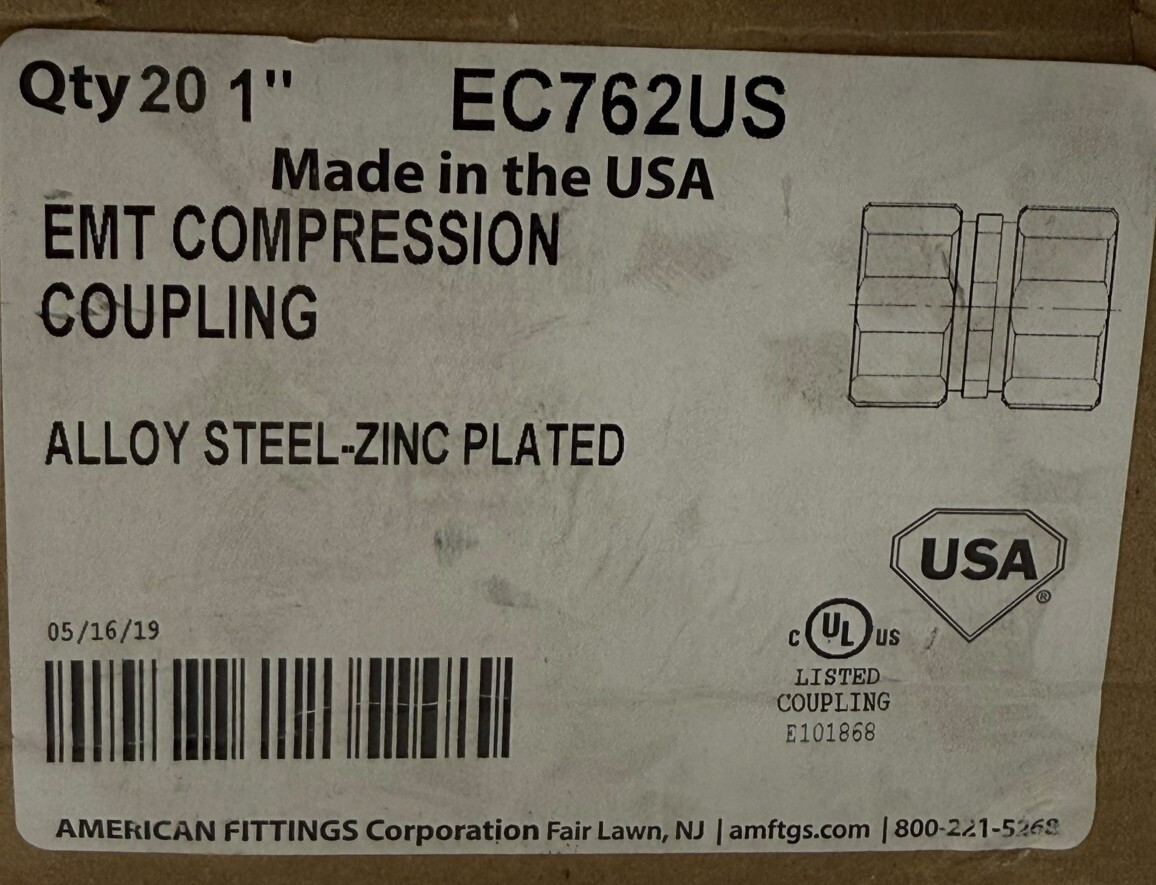 Qty 20 1" EC762US
Made in the USA
EMT COMPRESSION
COUPLING
ALLOY STEEL-ZINC PLATED
USA
®
05/16/19
C UL US
LISTED
COUPLING
E101868
AMERICAN FITTINGS Corporation Fair Lawn, NJ | amftgs.com | 800-221-5268